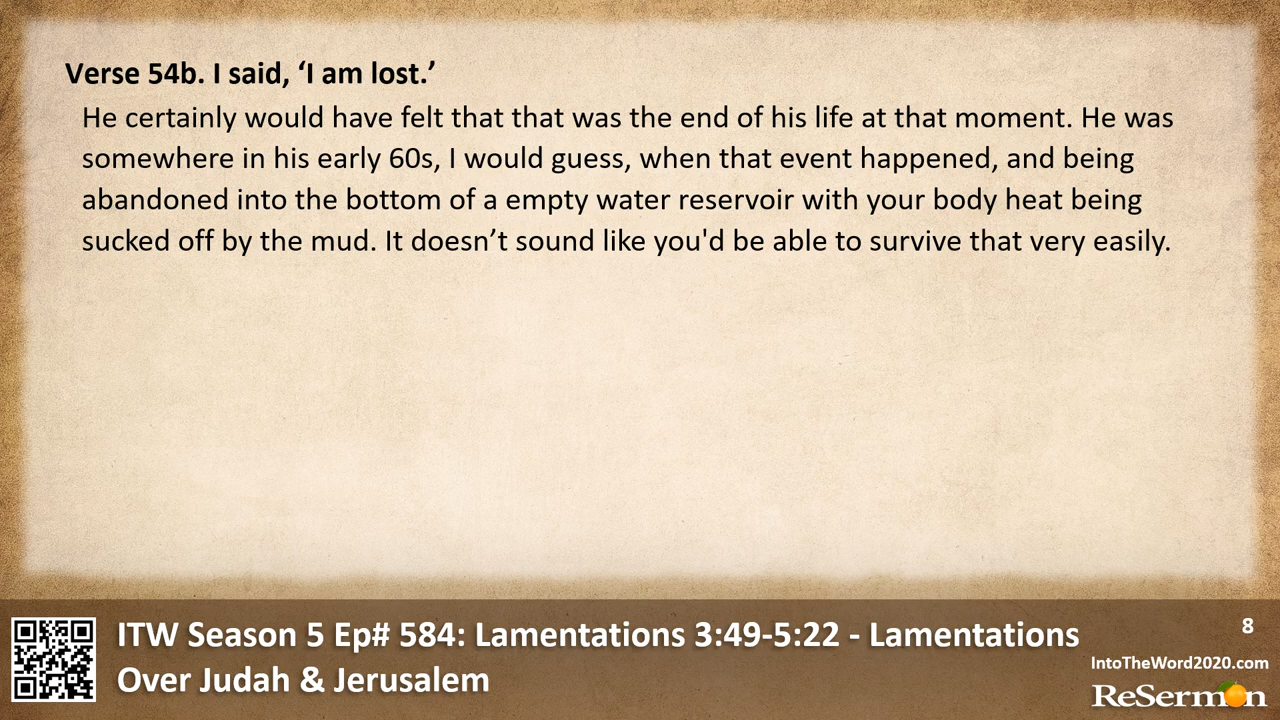 Verse 54b. I said, ‘I am lost.’
He certainly would have felt that that was the end of his life at that moment. He was
somewhere in his early 60s, I would guess, when that event happened, and being
abandoned into the bottom of a empty water reservoir with your body heat being
sucked off by the mud. It doesn’t sound like you'd be able to survive that very easily.
ITW Season 5 Ep# 584: Lamentations 3:49-5:22 - Lamentations
Over Judah & Jerusalem
8
IntoTheWord2020.com
ReSermon